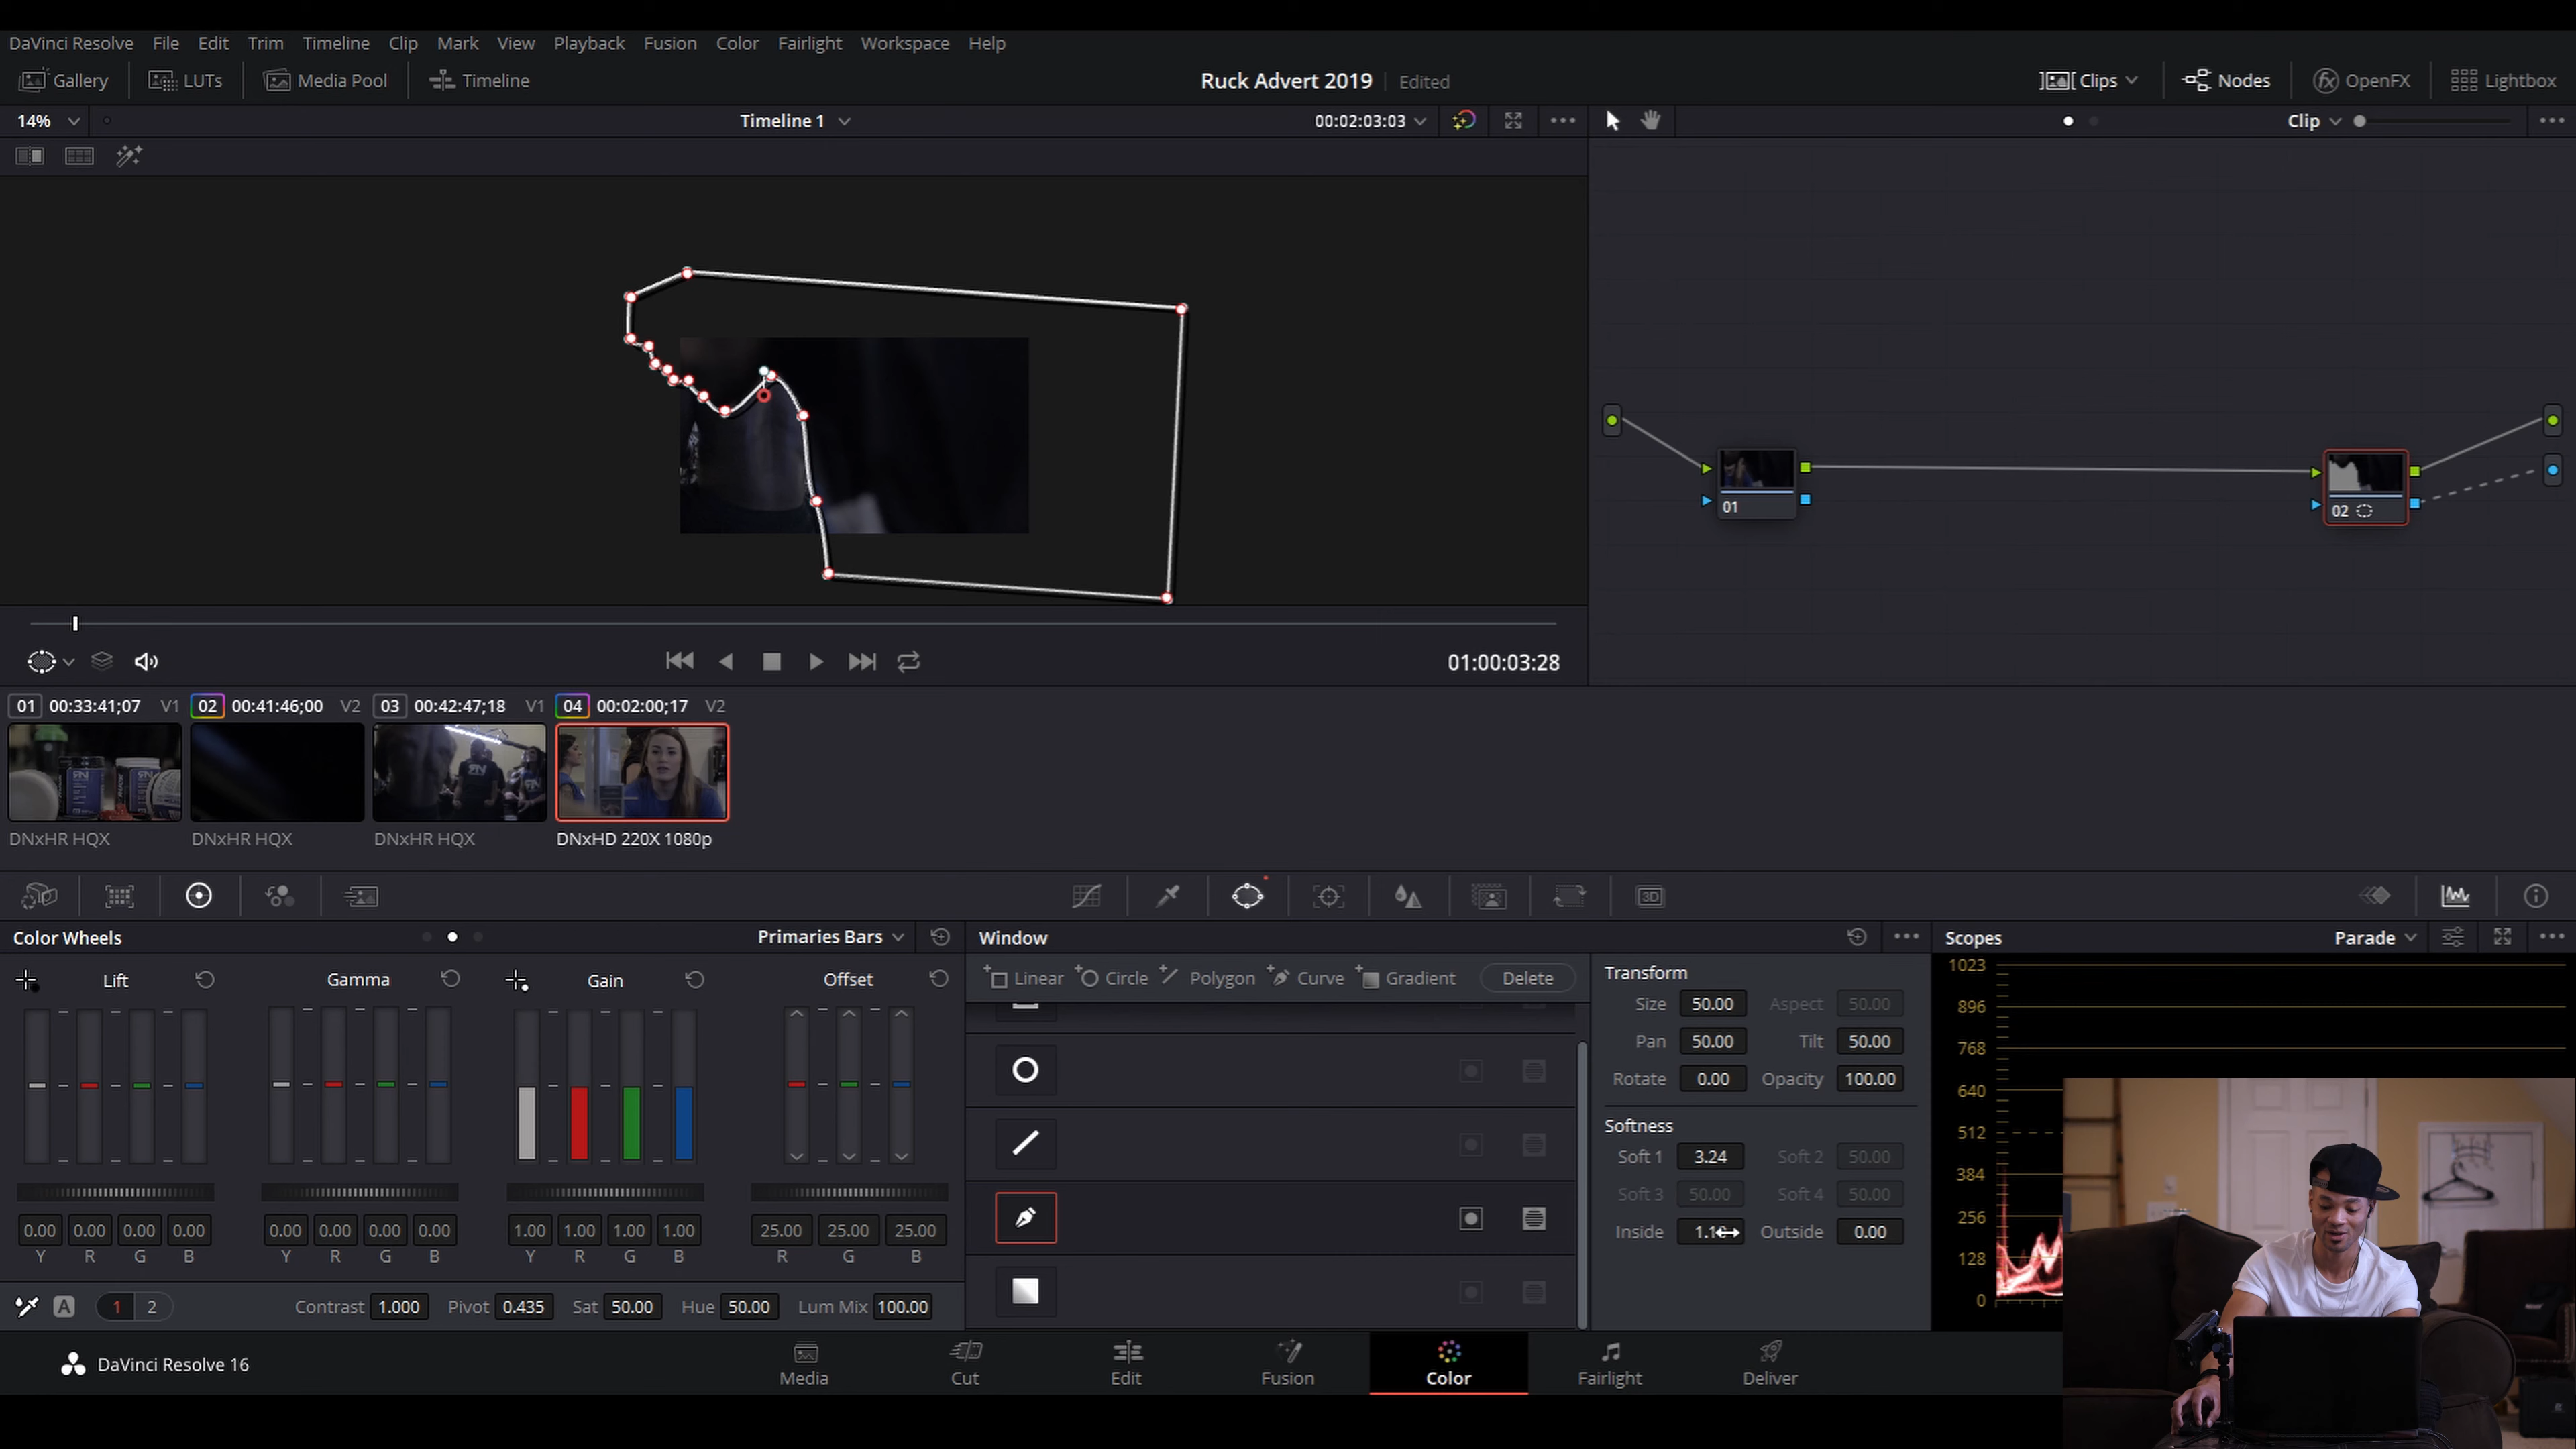 DaVinci Resolve File Edit Trim Timeline Clip Mark View Playback Fusion Color Fairlight Workspace Help
Gallery LUTs Media Pool Timeline Ruck Advert 2019 Edited Clips Nodes OpenFX Lightbox
14% Timeline 1 00:02:03:03 Clip
01
02
01:00:03:28
01 00:33:41;07 V1 02 00:41:46;00 V2 03 00:42:47;18 V1 04 00:02:00;17 V2
DNxHR HQX DNxHR HQX DNxHR HQX DNxHD 220X 1080p
3D
Color Wheels Primaries Bars Window Scopes Parade
Lift Gamma Gain Offset
Linear Circle Polygon Curve Gradient Delete
Transform
Size 50.00 Aspect 50.00
Pan 50.00 Tilt 50.00
Rotate 0.00 Opacity 100.00
Softness
Soft 1 3.24 Soft 2 50.00
Soft 3 50.00 Soft 4 50.00
Inside Outside 0.00
1023
896
768
640
512
384
256
128
0
0.00 0.00 0.00 0.00 0.00 0.00 0.00 0.00 1.00 1.00 1.00 1.00 25.00 25.00 25.00
Y R G B Y R G B Y R G B R G B
A 1 2 Contrast 1.000 Pivot 0.435 Sat 50.00 Hue 50.00 Lum Mix 100.00
DaVinci Resolve 16 Media Cut Edit Fusion Color Fairlight Deliver